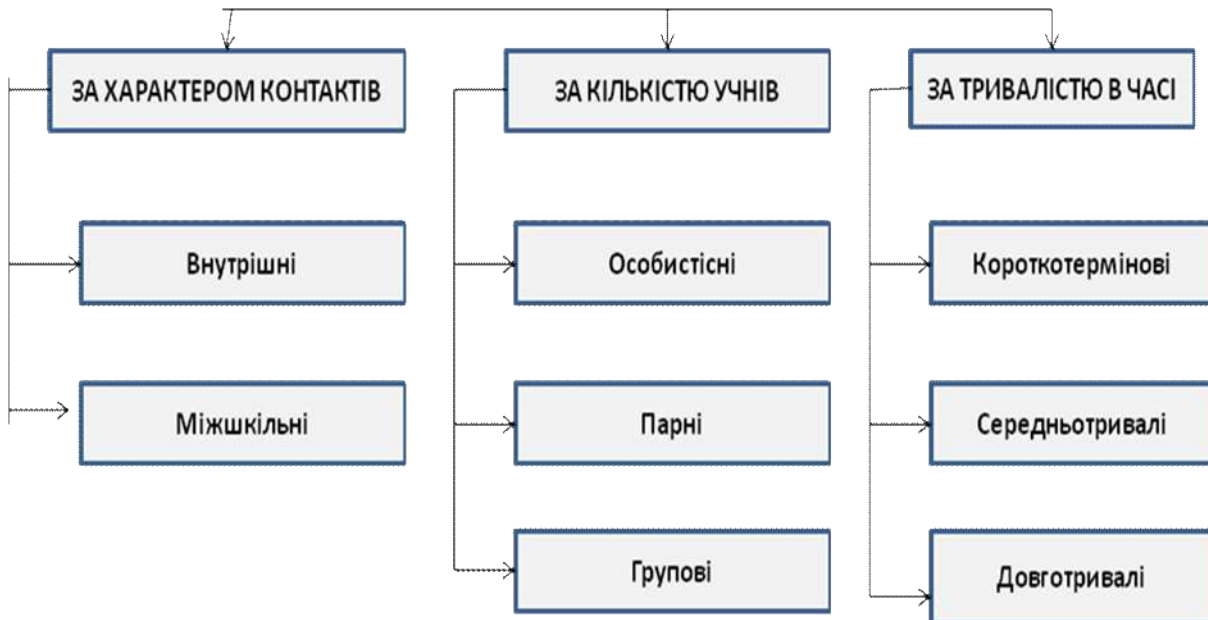 ЗА ХАРАКТЕРОМ КОНТАКТІВ
Внутрішні
Міжшкільні
ЗА КІЛЬКІСТЮ УЧНІВ
Особистісні
Парні
Групові
ЗА ТРИВАЛІСТЮ В ЧАСІ
Короткотермінові
Середньотривалі
Довготривалі